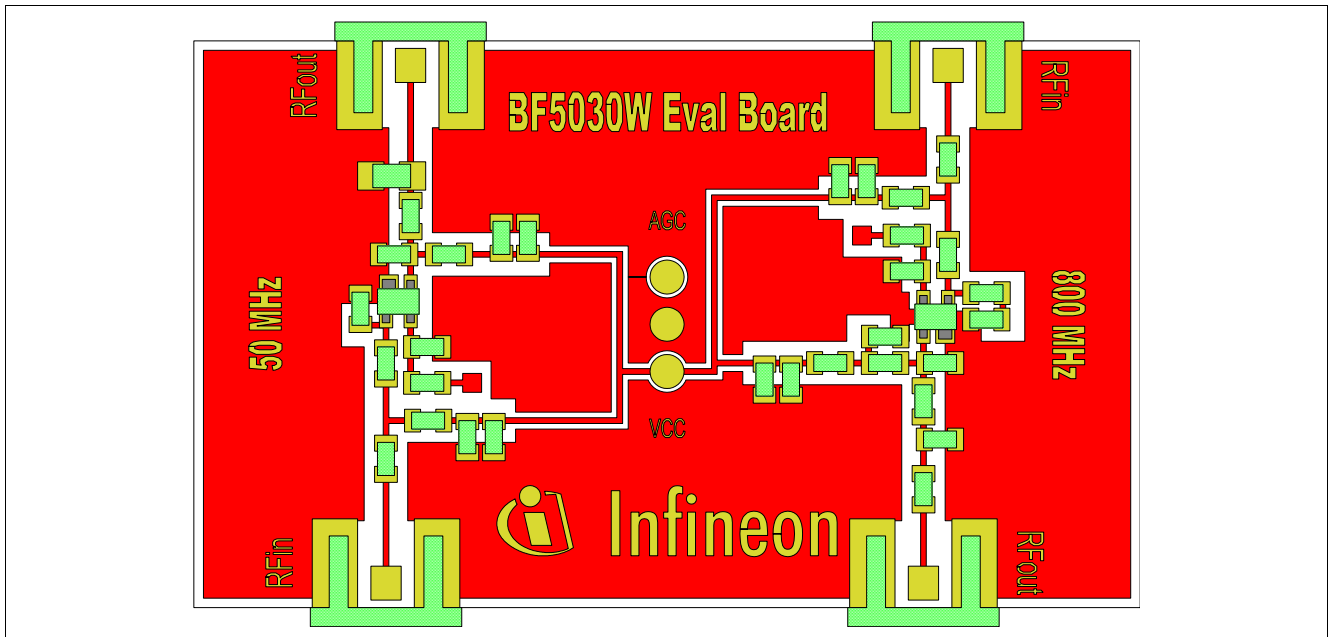 RFout
RFin
BF5030W Eval Board
AGC
50 MHz
800 MHz
VCC
Infineon
RFin
RFout